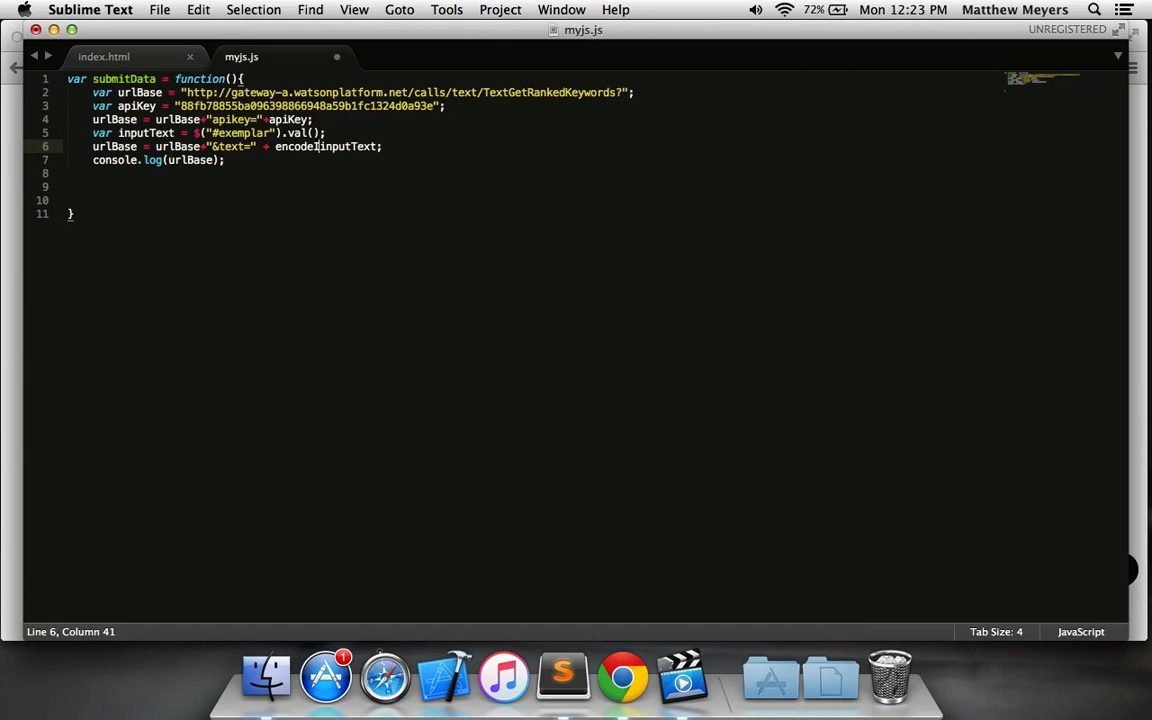 Sublime Text File Edit Selection Find View Goto Tools Project Window Help 72% Mon 12:23 PM Matthew Meyers
myjs.js UNREGISTERED
index.html × myjs.js
1 var submitData = function(){
2 var urlBase = "http://gateway-a.watsonplatform.net/calls/text/TextGetRankedKeywords?";
3 var apiKey = "88fb78855ba096398866948a59b1fc1324d0a93e";
4 urlBase = urlBase+"apikey="+apiKey;
5 var inputText = $("#exemplar").val();
6 urlBase = urlBase+"&text=" + encodeIinputText;
7 console.log(urlBase);
8
9
10
11 }
Line 6, Column 41 Tab Size: 4 JavaScript
1